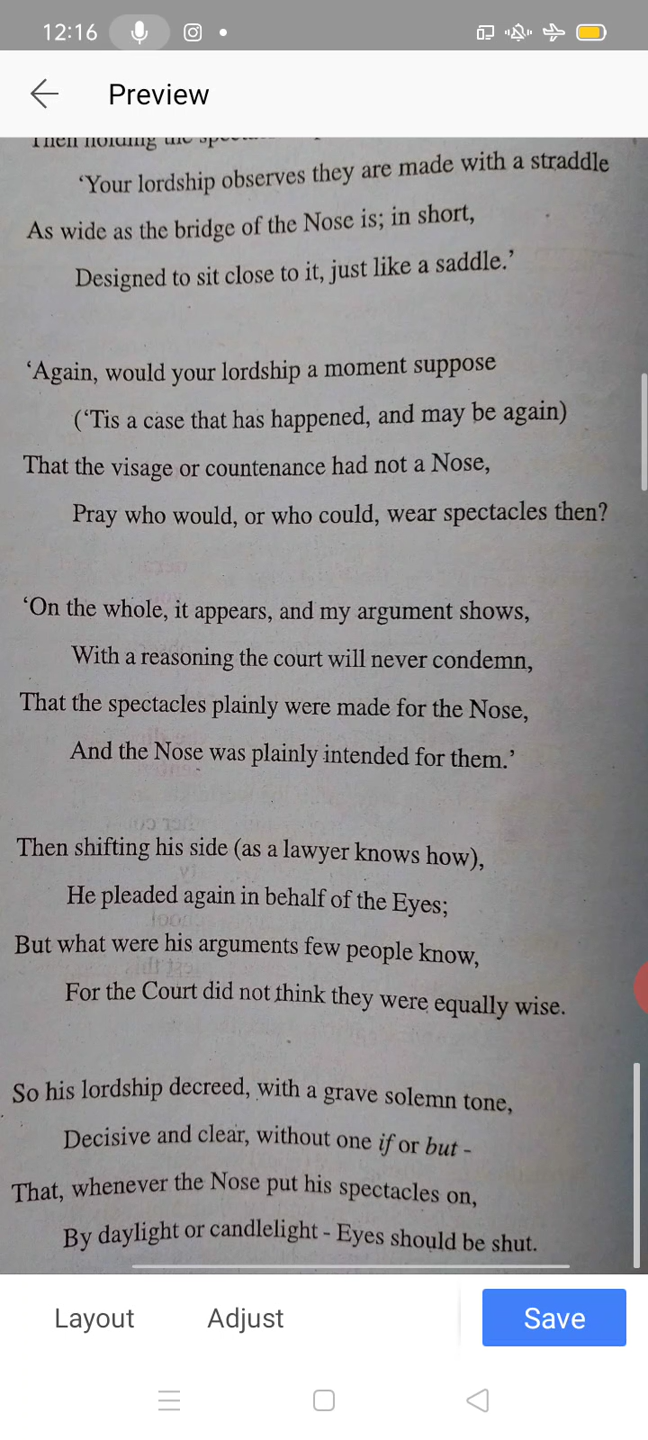 12:16
Preview
Then holding the
'Your lordship observes they are made with a straddle
As wide as the bridge of the Nose is; in short,
Designed to sit close to it, just like a saddle.'
'Again, would your lordship a moment suppose
('Tis a case that has happened, and may be again)
That the visage or countenance had not a Nose,
Pray who would, or who could, wear spectacles then?
'On the whole, it appears, and my argument shows,
With a reasoning the court will never condemn,
That the spectacles plainly were made for the Nose,
And the Nose was plainly intended for them.'
Then shifting his side (as a lawyer knows how),
He pleaded again in behalf of the Eyes;
But what were his arguments few people know,
For the Court did not think they were equally wise.
So his lordship decreed, with a grave solemn tone,
Decisive and clear, without one if or but -
That, whenever the Nose put his spectacles on,
By daylight or candlelight - Eyes should be shut.
Layout
Adjust
Save